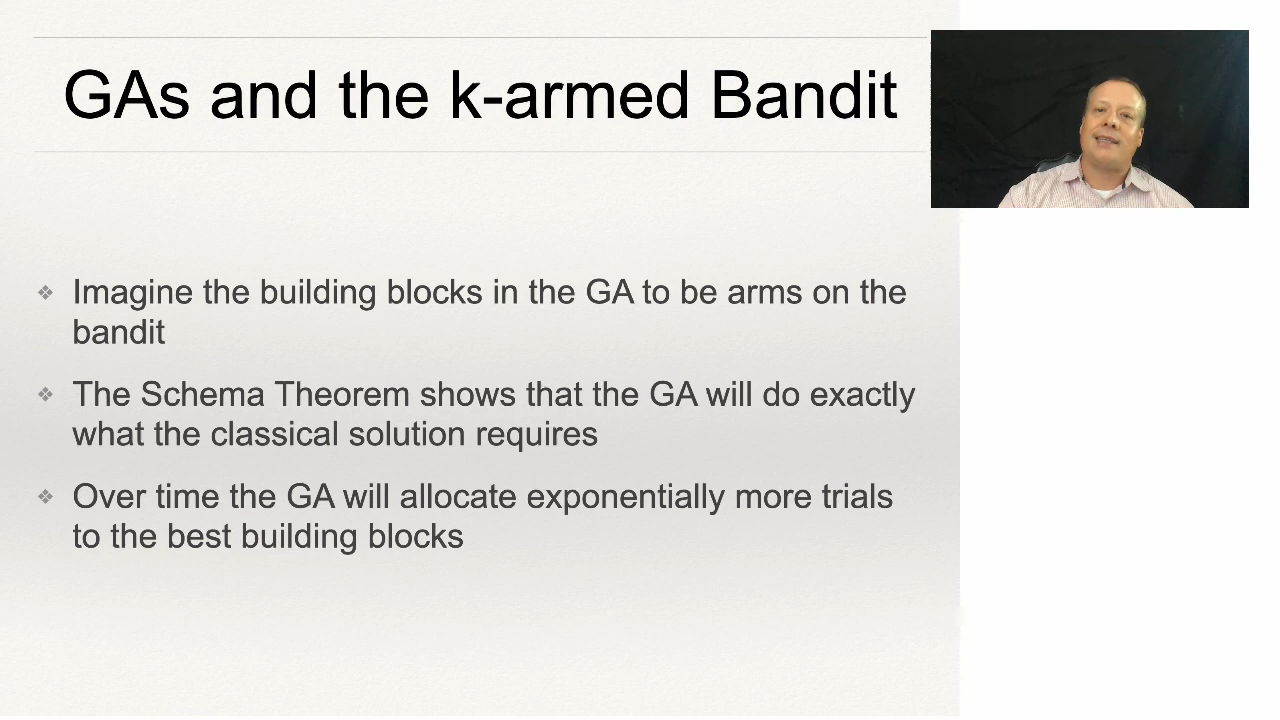 GAs and the k-armed Bandit
Imagine the building blocks in the GA to be arms on the
bandit
The Schema Theorem shows that the GA will do exactly
what the classical solution requires
Over time the GA will allocate exponentially more trials
to the best building blocks